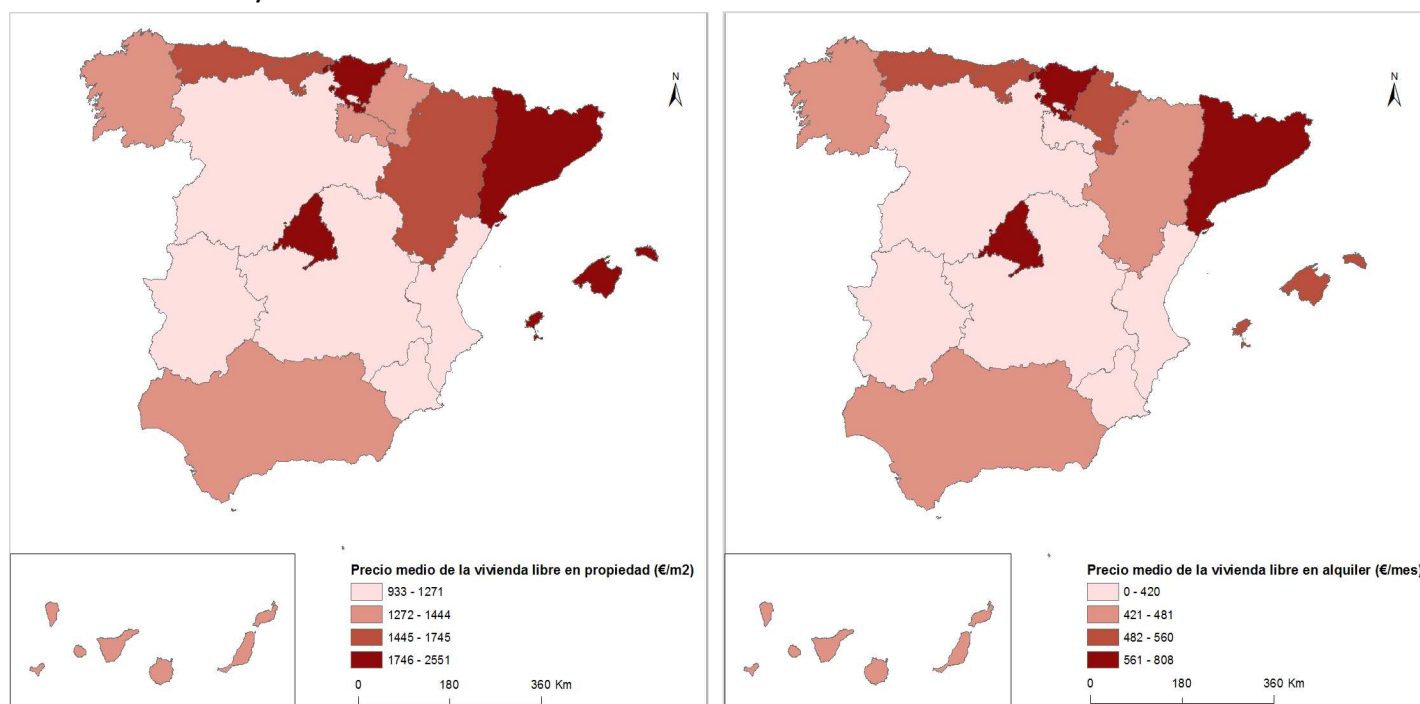 N
Precio medio de la vivienda libre en propiedad (€/m2)
933 - 1271
1272 - 1444
1445 - 1745
1746 - 2551
0 180 360 Km
N
Precio medio de la vivienda libre en alquiler (€/mes)
0 - 420
421 - 481
482 - 560
561 - 808
0 180 360 Km